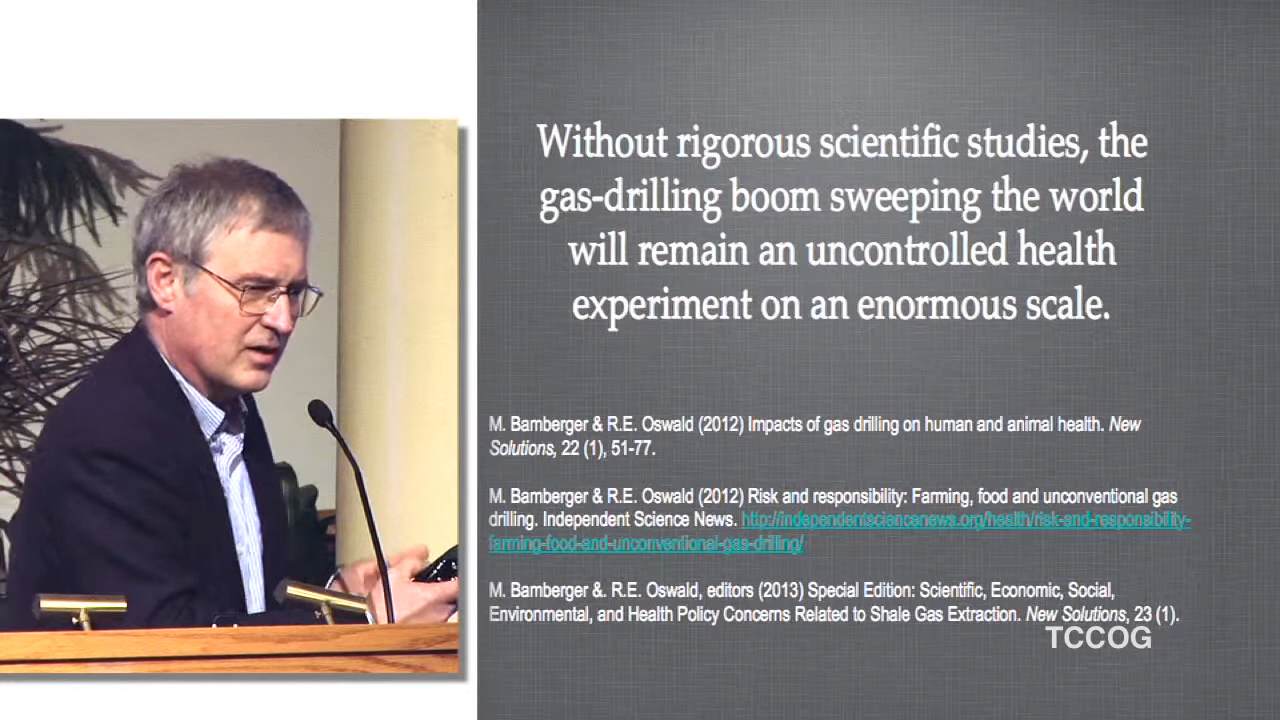 Without rigorous scientific studies, the
gas-drilling boom sweeping the world
will remain an uncontrolled health
experiment on an enormous scale.
M. Bamberger & R.E. Oswald (2012) Impacts of gas drilling on human and animal health. New
Solutions, 22 (1), 51-77.
M. Bamberger & R.E. Oswald (2012) Risk and responsibility: Farming, food and unconventional gas
drilling. Independent Science News. http://independentsciencenews.org/health/risk-and-responsibility-
farming-food-and-unconventional-gas-drilling/
M. Bamberger &. R.E. Oswald, editors (2013) Special Edition: Scientific, Economic, Social,
Environmental, and Health Policy Concerns Related to Shale Gas Extraction. New Solutions, 23 (1).
TCCOG